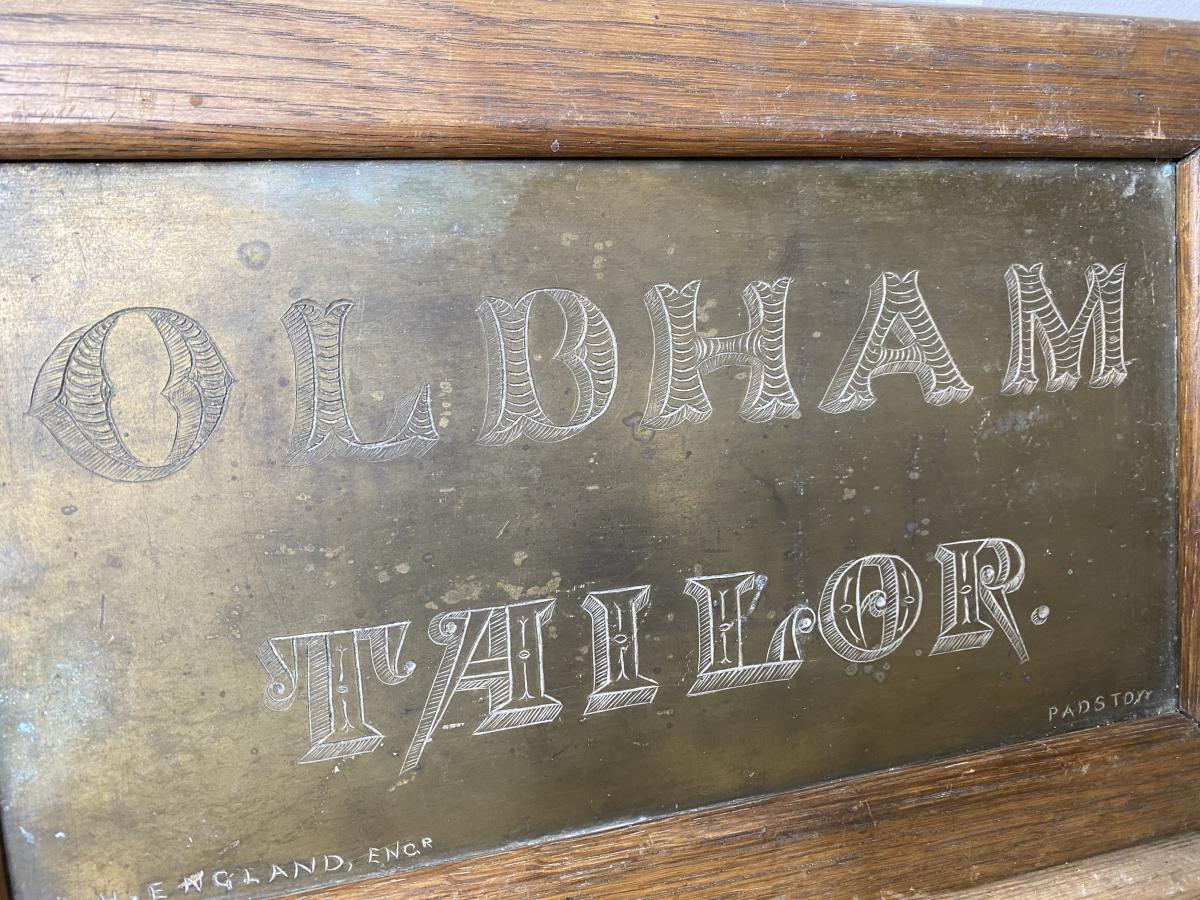 OLDHAM
TAILOR.
PADSTOW
H. ENGLAND, ENGR